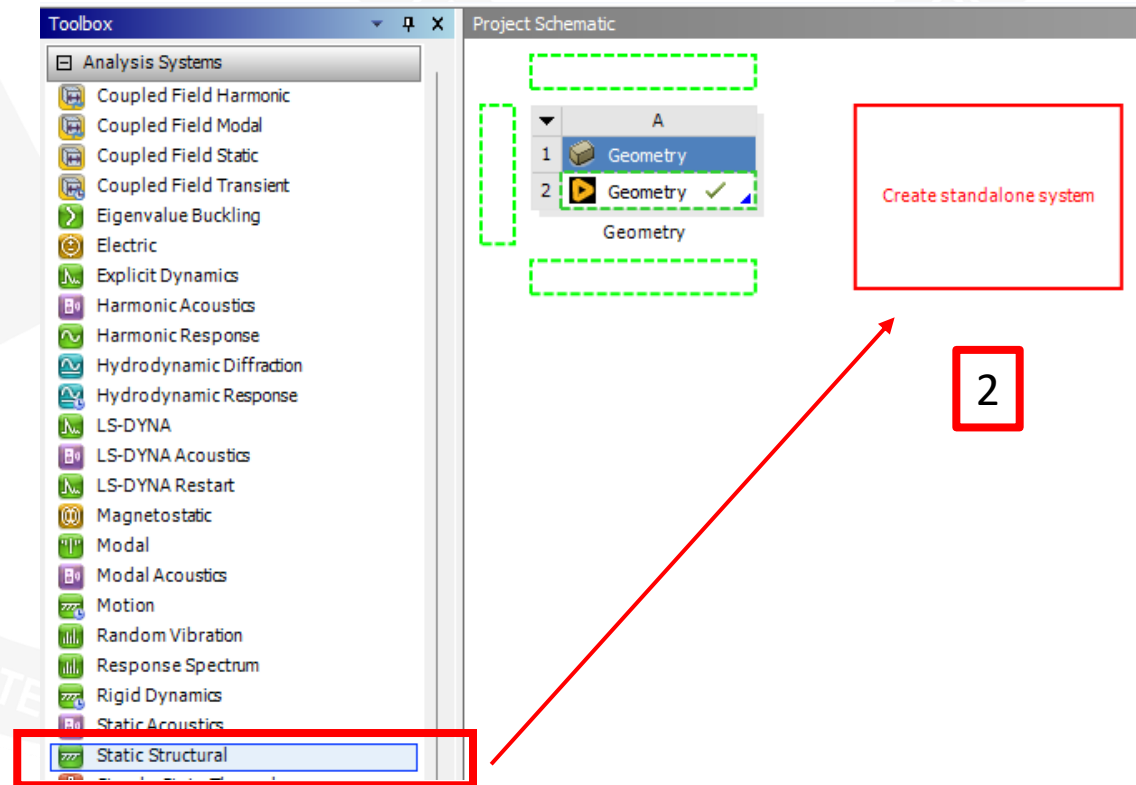 Toolbox
Project Schematic
Analysis Systems
Coupled Field Harmonic
Coupled Field Modal
Coupled Field Static
Coupled Field Transient
Eigenvalue Buckling
Electric
Explicit Dynamics
Harmonic Acoustics
Harmonic Response
Hydrodynamic Diffraction
Hydrodynamic Response
LS-DYNA
LS-DYNA Acoustics
LS-DYNA Restart
Magnetostatic
Modal
Modal Acoustics
Motion
Random Vibration
Response Spectrum
Rigid Dynamics
Static Acoustics
Static Structural
A
1 Geometry
2 Geometry
Geometry
Create standalone system
2